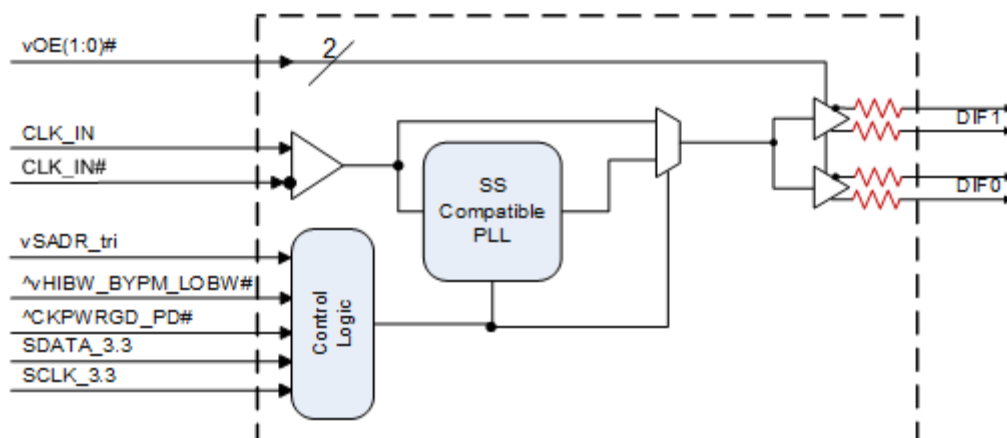 vOE(1:0)#
2
CLK_IN
CLK_IN#
SS
Compatible
PLL
DIF1
DIF0
vSADR_tri
^vHIBW_BYPM_LOBW#
^CKPWRGD_PD#
SDATA_3.3
SCLK_3.3
Control
Logic